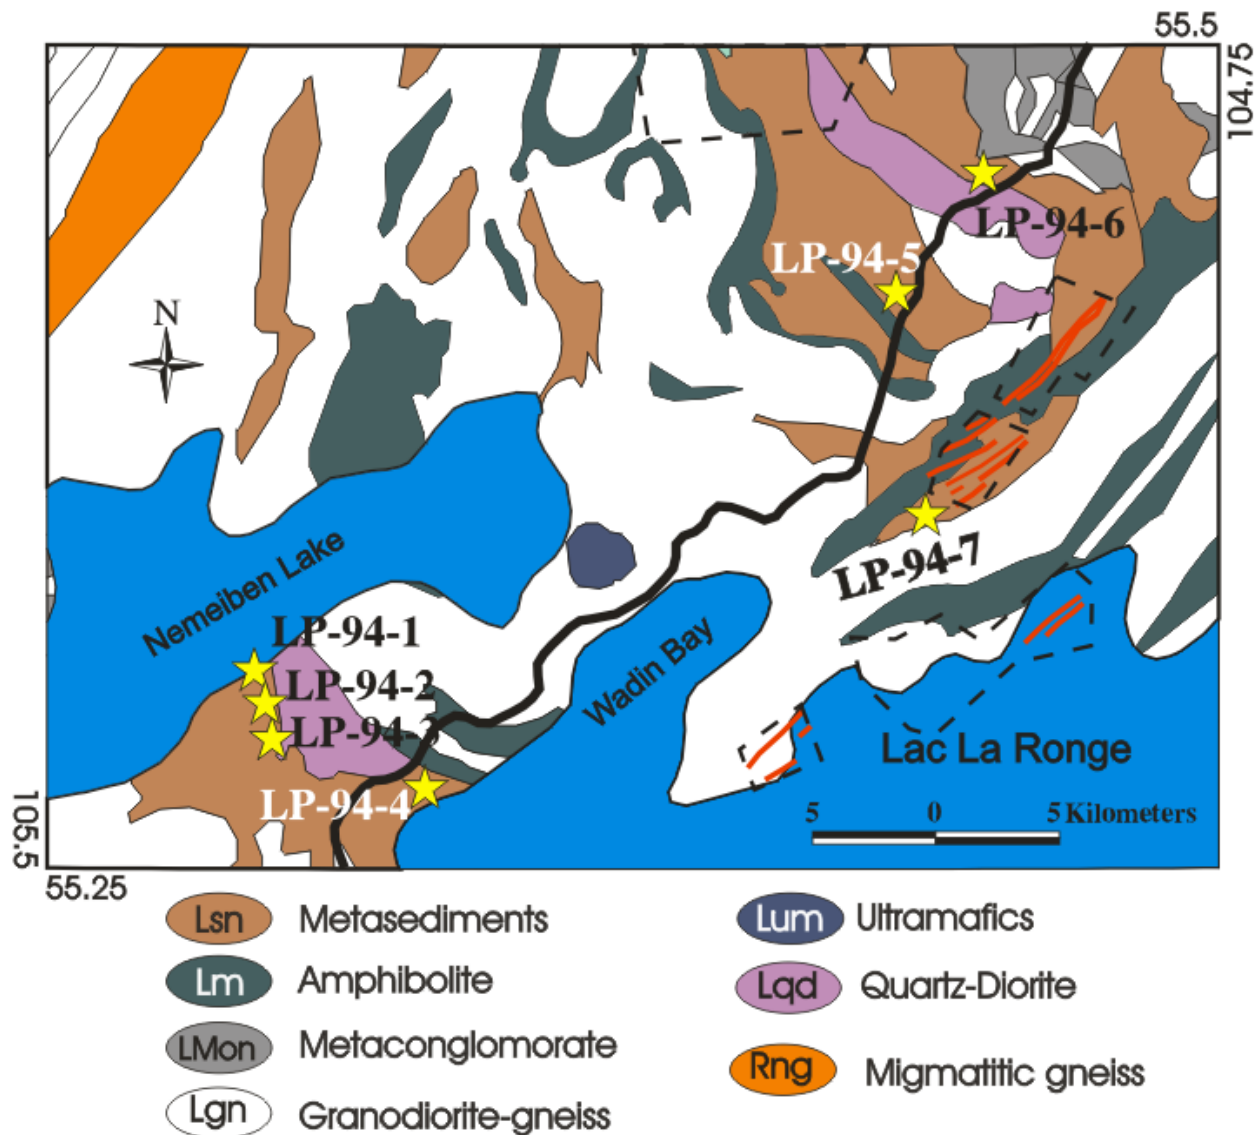 55.5
104.75
LP-94-6
LP-94-5
N
LP-94-7
Nemeiben Lake
LP-94-1
LP-94-2
Wadin Bay
LP-94-3
Lac La Ronge
LP-94-4
5 0 5 Kilometers
105.5
55.25
Lsn Metasediments
Lum Ultramafics
Lm Amphibolite
Lqd Quartz-Diorite
LMon Metaconglomorate
Rng Migmatitic gneiss
Lgn Granodiorite-gneiss